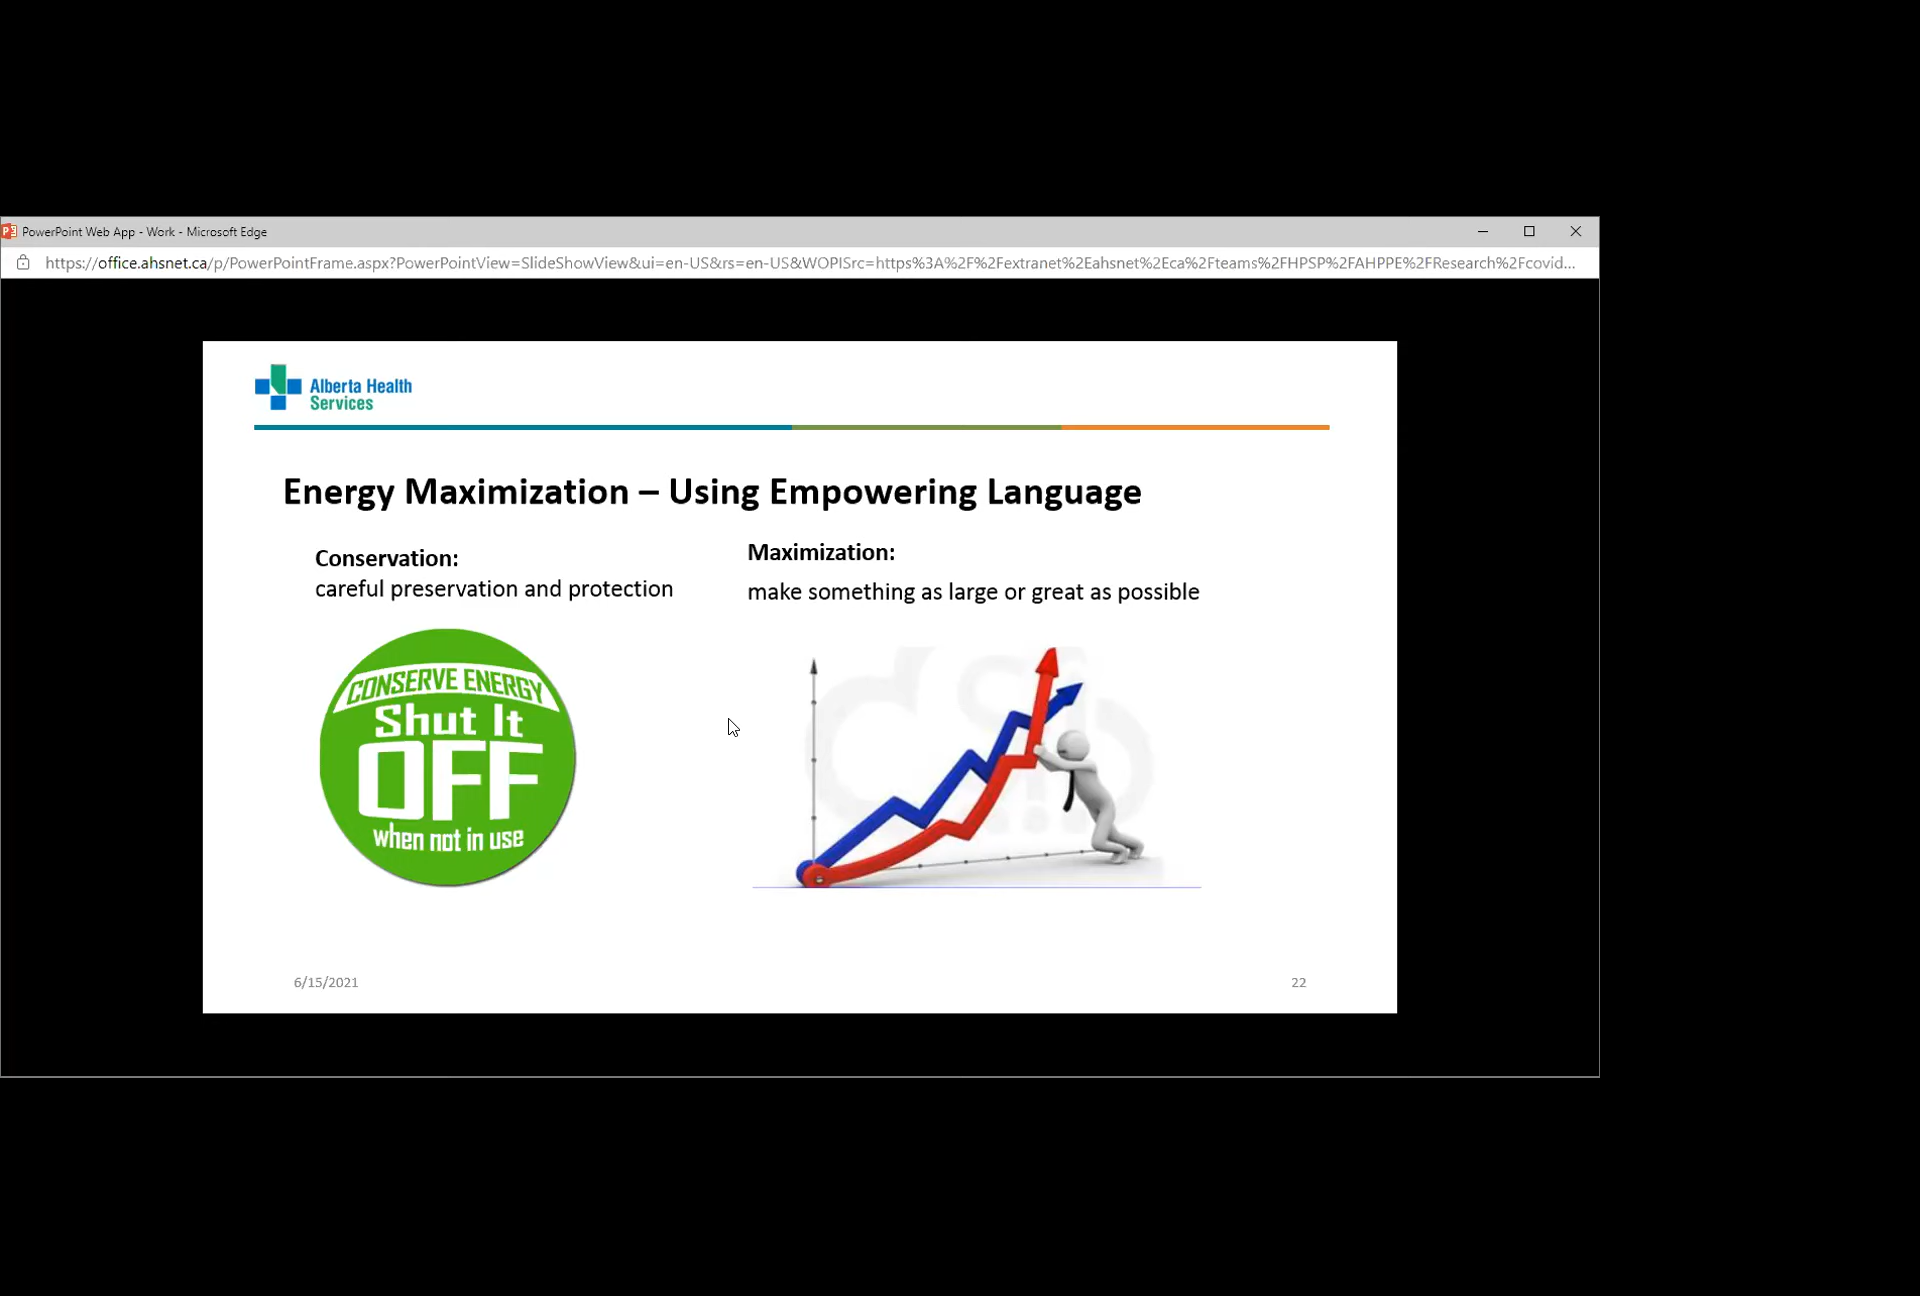 PowerPoint Web App - Work - Microsoft Edge
https://office.ahsnet.ca/p/PowerPointFrame.aspx?PowerPointView=SlideShowView&ui=en-US&rs=en-US&WOPISrc=https%3A%2F%2Fextranet%2Eahsnet%2Eca%2Fteams%2FHPSP%2FAHPPE%2FResearch%2Fcovid...
Alberta Health
Services
Energy Maximization – Using Empowering Language
Conservation:
careful preservation and protection
CONSERVE ENERGY
Shut It
OFF
when not in use
Maximization:
make something as large or great as possible
6/15/2021
22